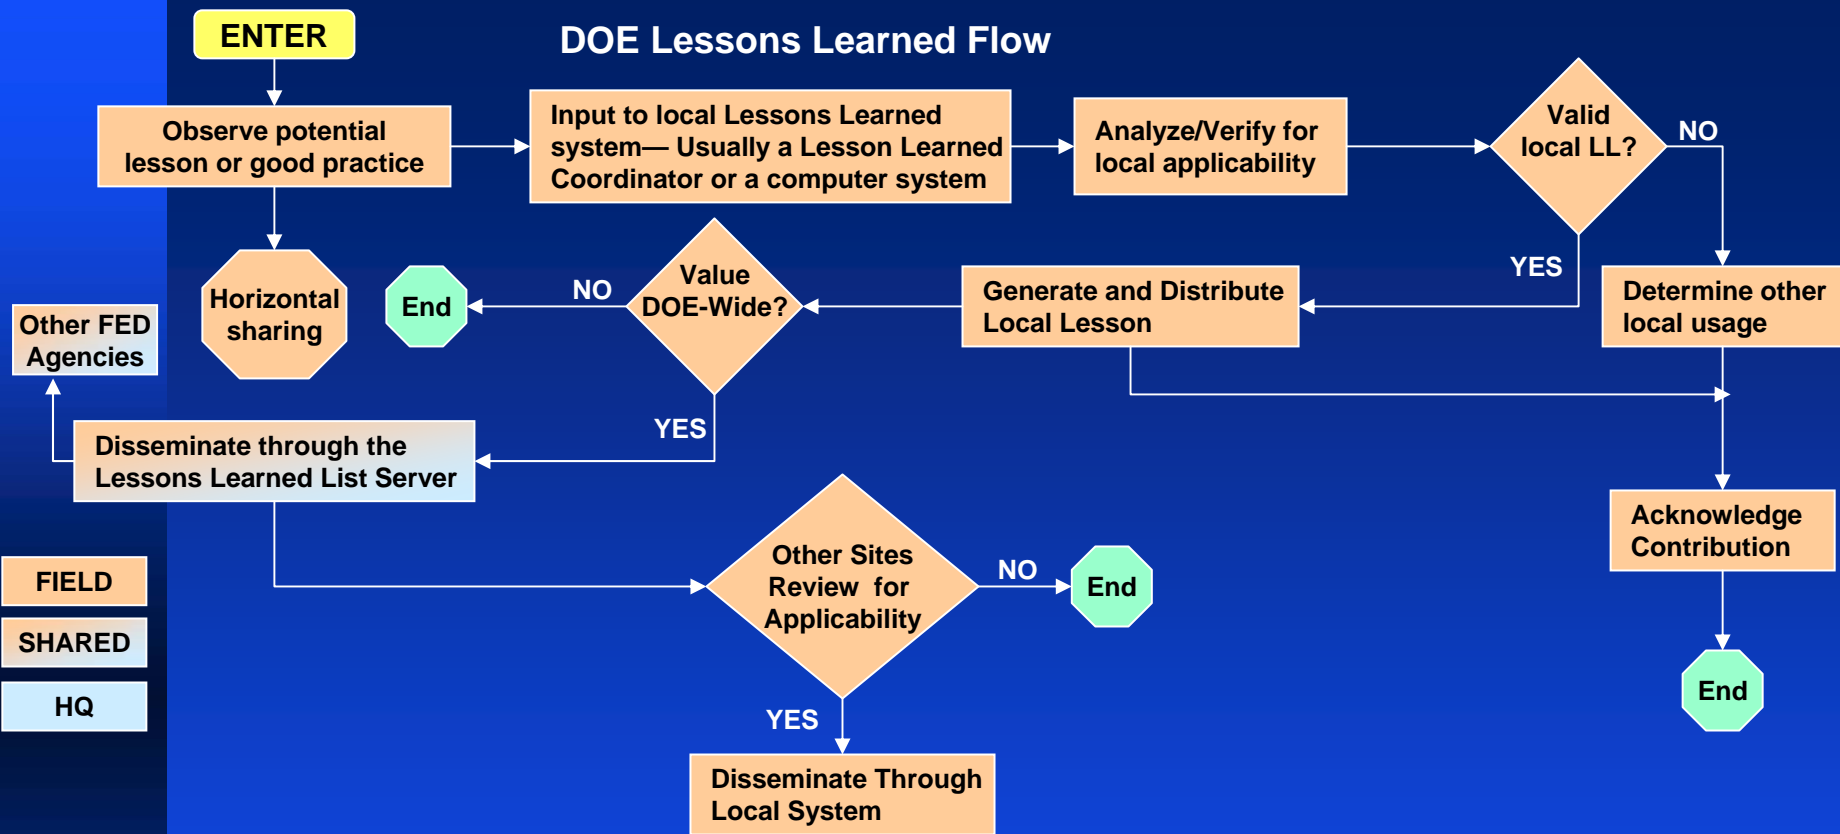 ENTER
DOE Lessons Learned Flow
Observe potential
lesson or good practice
Input to local Lessons Learned
system— Usually a Lesson Learned
Coordinator or a computer system
Analyze/Verify for
local applicability
Valid
local LL?
NO
YES
Determine other
local usage
Generate and Distribute
Local Lesson
Value
DOE-Wide?
NO
End
Horizontal
sharing
Other FED
Agencies
YES
Disseminate through the
Lessons Learned List Server
Other Sites
Review for
Applicability
NO
End
YES
Disseminate Through
Local System
Acknowledge
Contribution
End
FIELD
SHARED
HQ